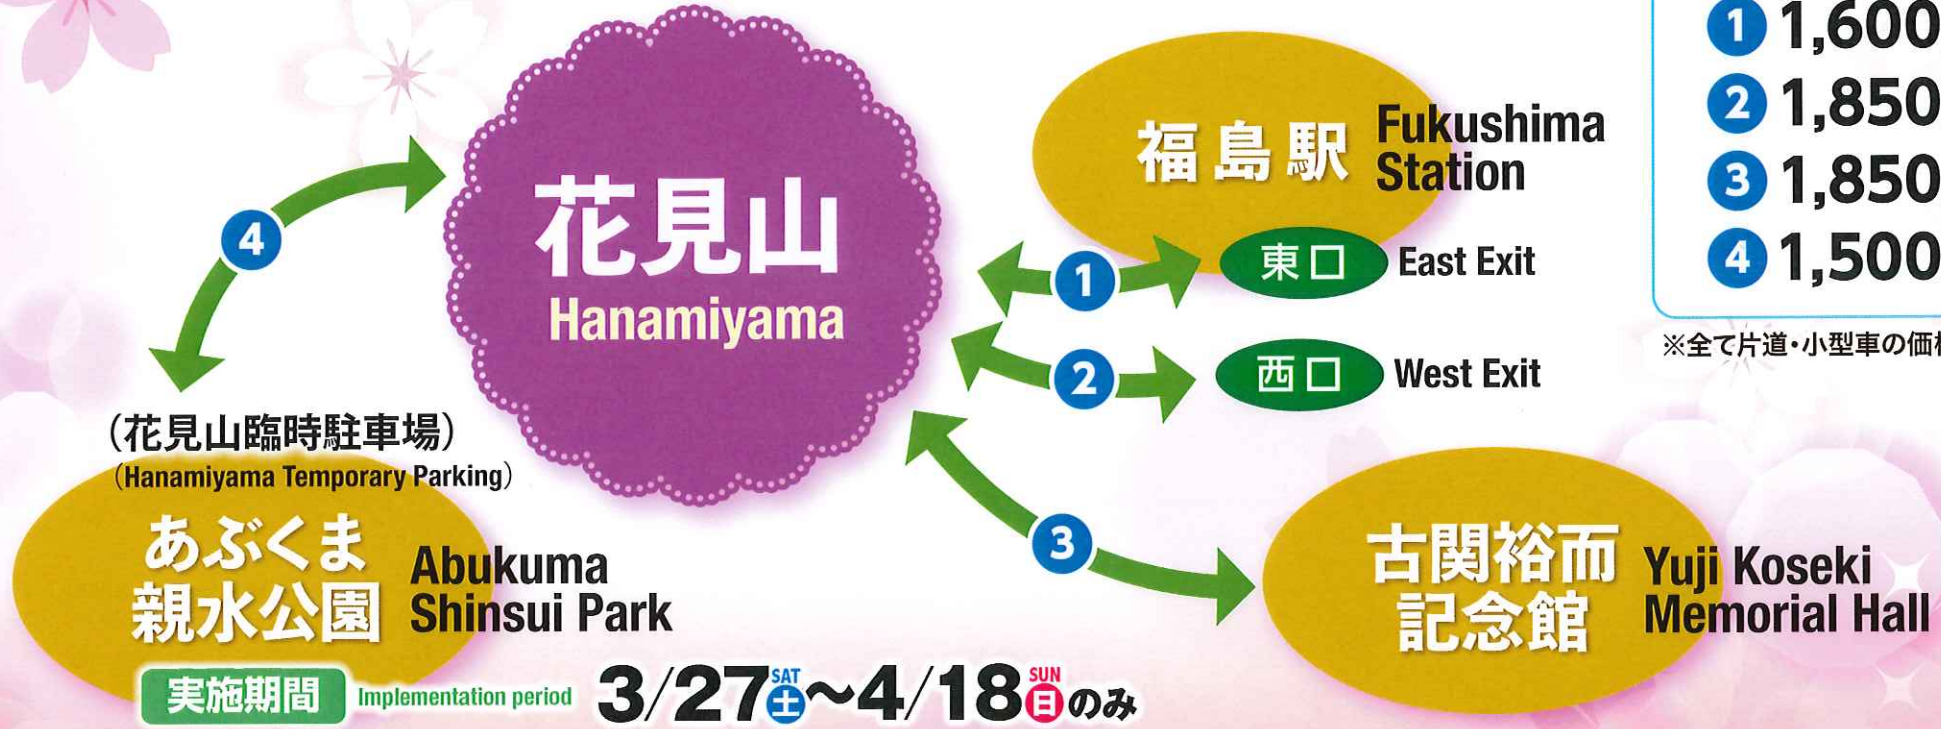 花見山
Hanamiyama
福島駅
Fukushima
Station
1
東口
East Exit
2
西口
West Exit
3
古関裕而
記念館
Yuji Koseki
Memorial Hall
4
(花見山臨時駐車場)
(Hanamiyama Temporary Parking)
あぶくま
親水公園
Abukuma
Shinsui Park
実施期間 Implementation period 3/27 SAT 土～4/18 SUN 日のみ
1 1,600
2 1,850
3 1,850
4 1,500
※全て片道・小型車の価